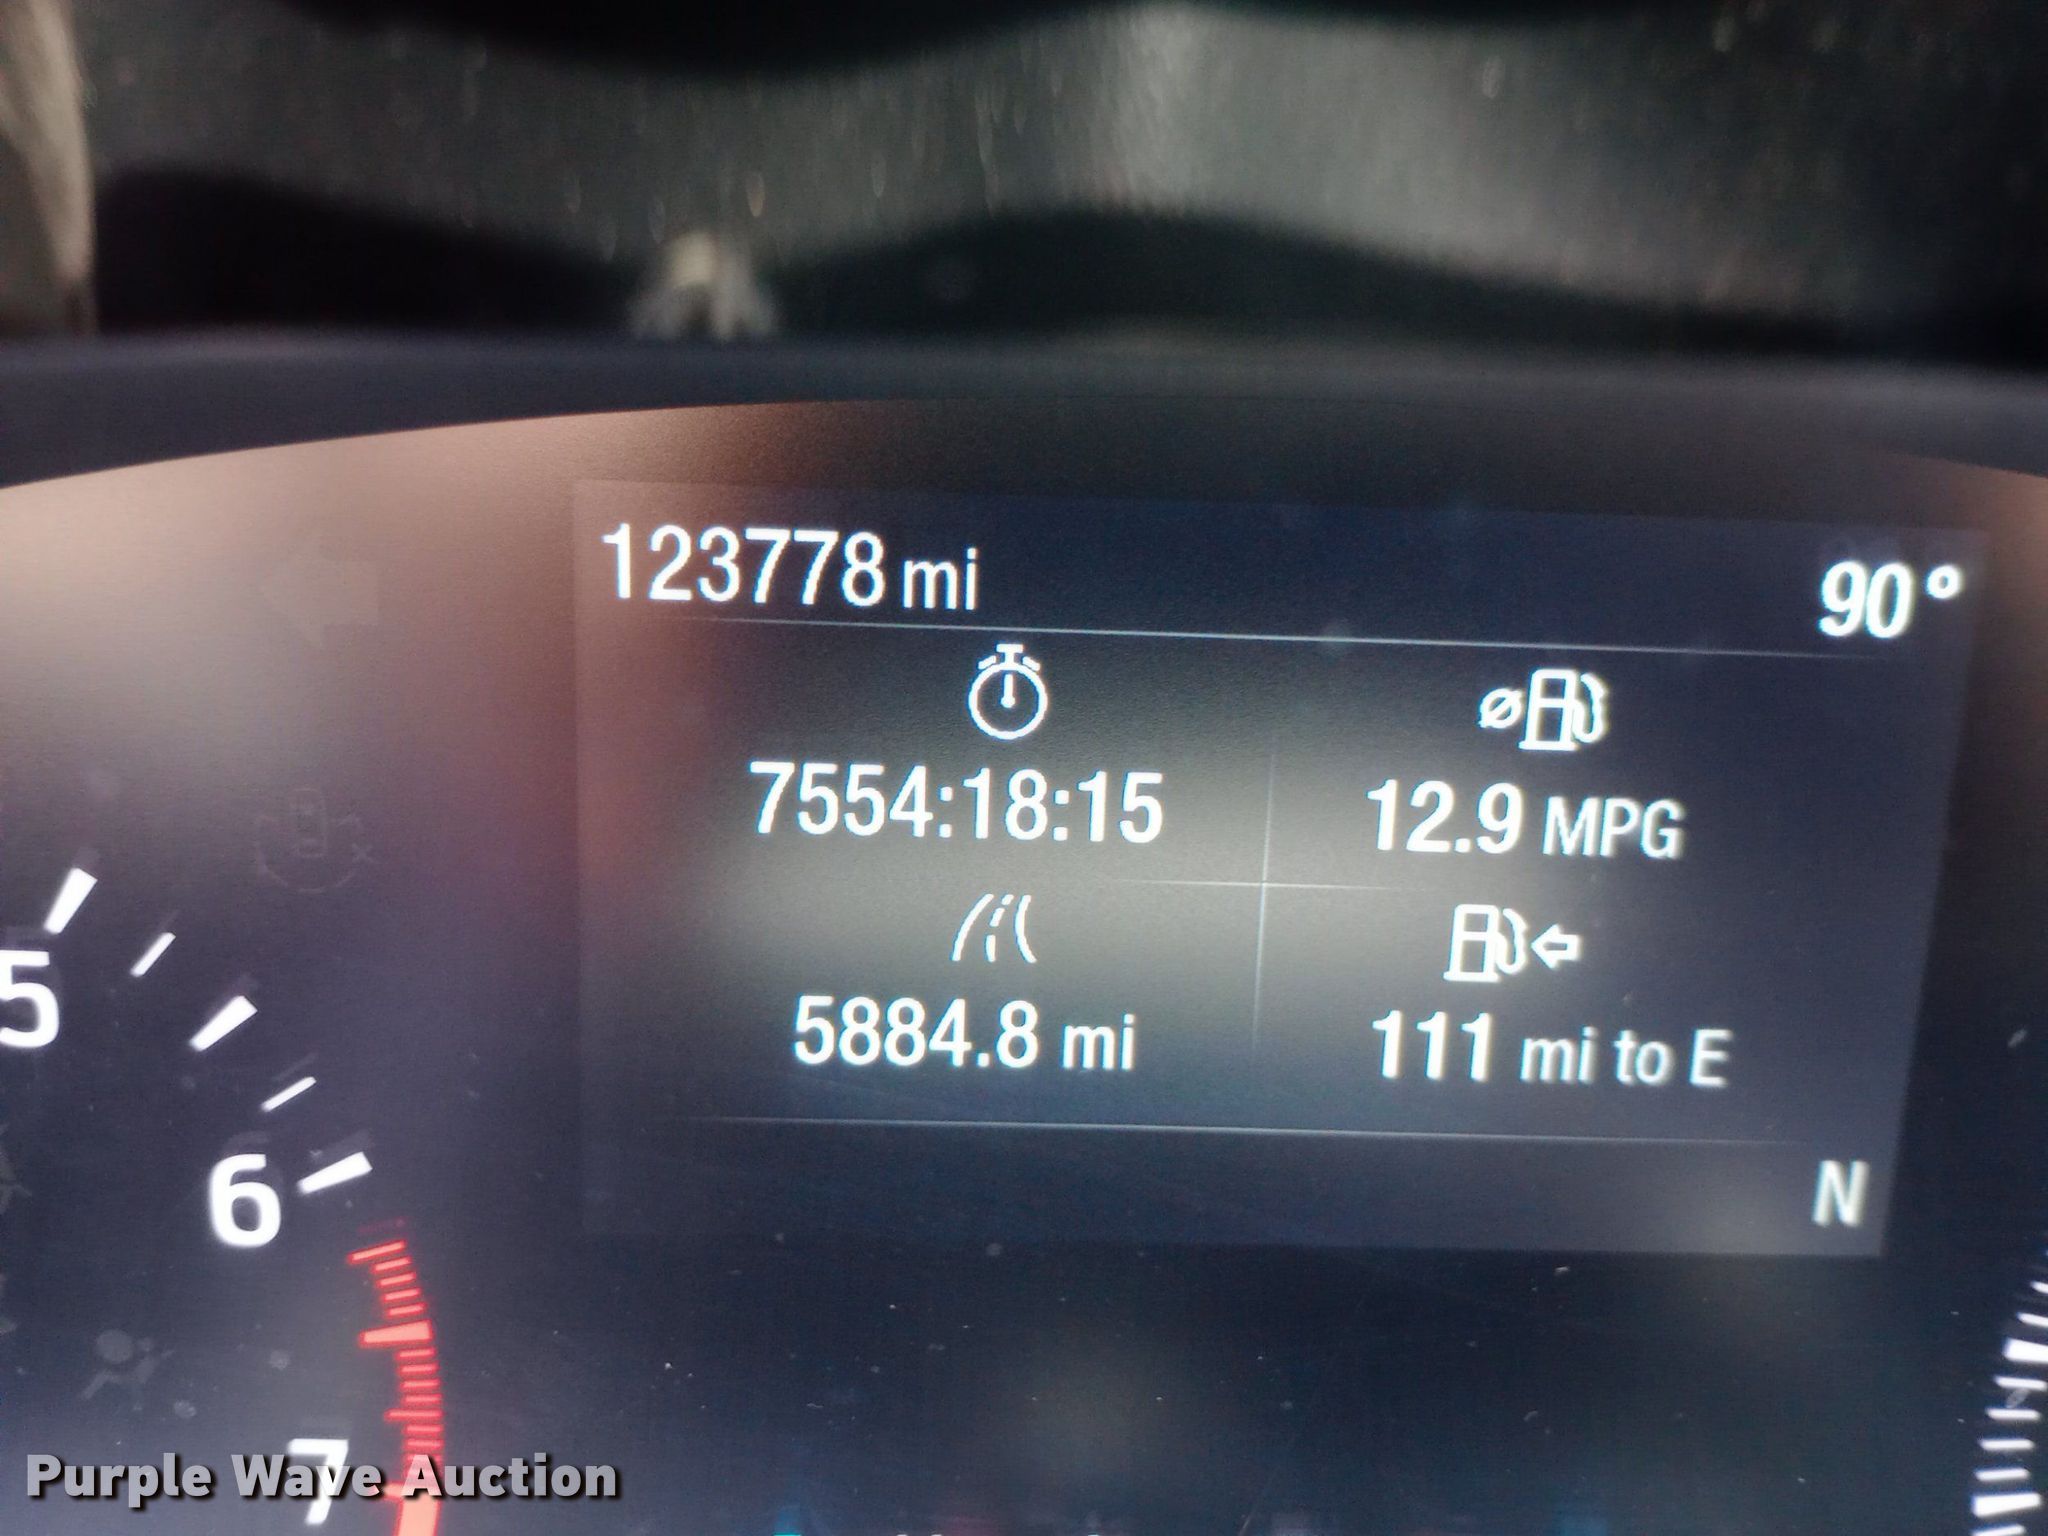 123778 mi 90°
7554:18:15 12.9 MPG
5884.8 mi 111 mi to E
N
5
6
7
Purple Wave Auction